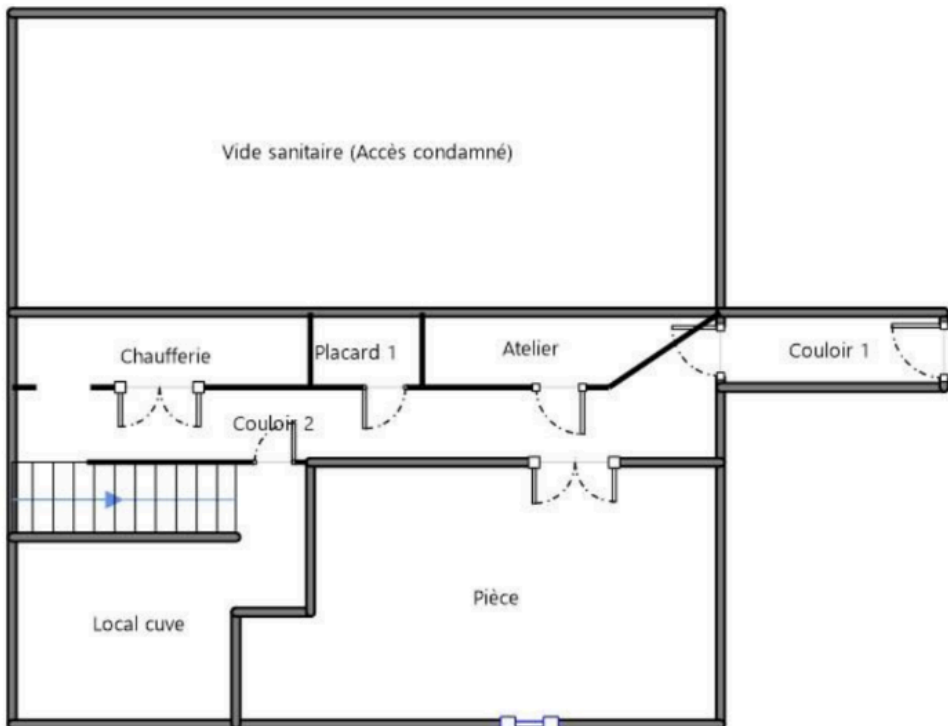 Vide sanitaire (Accès condamné)
Chaufferie
Placard 1
Atelier
Couloir 1
Couloir 2
Pièce
Local cuve